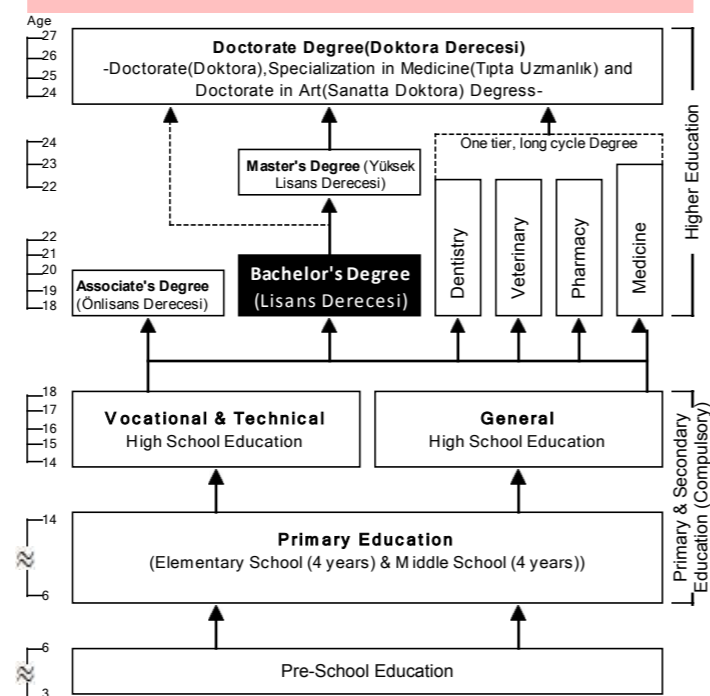 Age
27
26
25
24
Doctorate Degree(Doktora Derecesi)
-Doctorate(Doktora),Specialization in Medicine(Tıpta Uzmanlık) and
Doctorate in Art(Sanatta Doktora) Degress-
24
23
22
Master's Degree (Yüksek
Lisans Derecesi)
One tier, long cycle Degree
22
21
20
19
18
Associate's Degree
(Önlisans Derecesi)
Bachelor's Degree
(Lisans Derecesi)
Dentistry
Veterinary
Pharmacy
Medicine
Higher Education
18
17
16
15
14
Vocational & Technical
High School Education
General
High School Education
14
6
Primary Education
(Elementary School (4 years) & Middle School (4 years))
Primary & Secondary
Education (Compulsory)
6
3
Pre-School Education